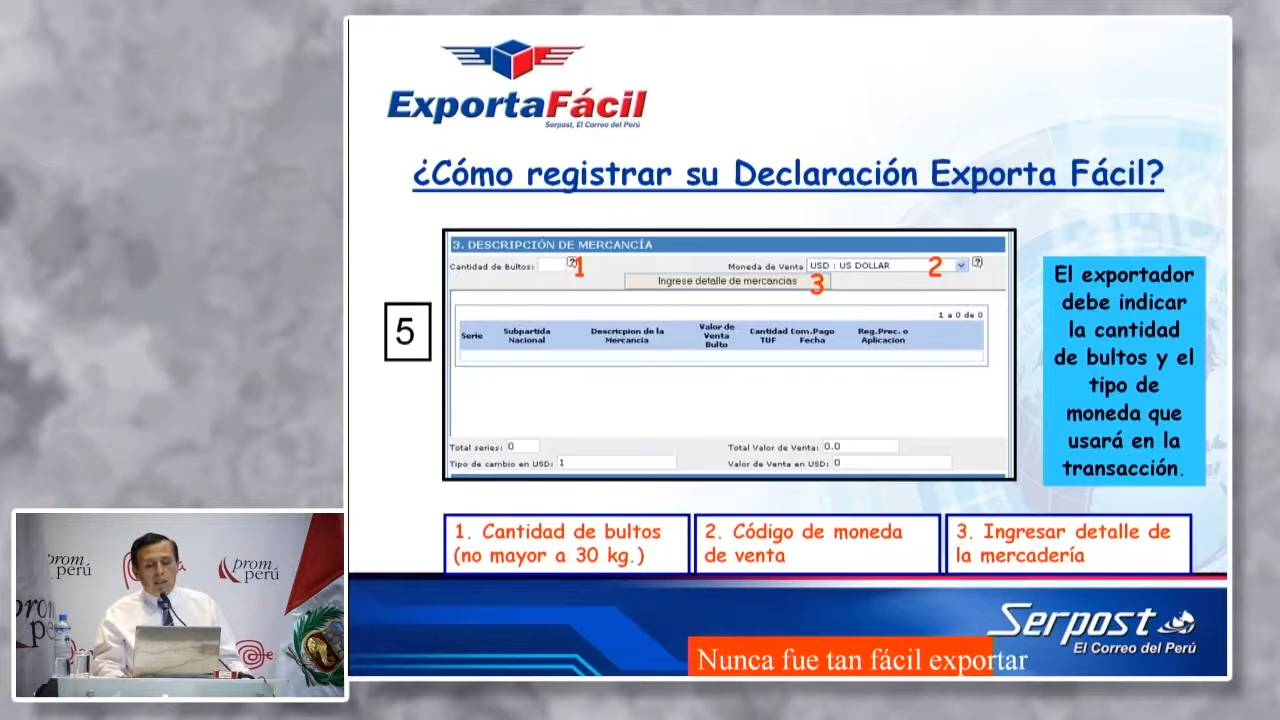 ExportaFácil
Serpost, El Correo del Perú
¿Cómo registrar su Declaración Exporta Fácil?
5
3. DESCRIPCIÓN DE MERCANCÍA
Cantidad de Bultos: ? 1 Moneda de Venta USD : US DOLLAR 2 ?
Ingrese detalle de mercancias 3
1 a 0 de 0
Serie Subpartida Nacional Descripcion de la Mercancia Valor de Venta Bulto Cantidad TUF Com.Pago Fecha Reg.Prec. o Aplicacion
Total series: 0 Total Valor de Venta: 0.0
Tipo de cambio en USD: 1 Valor de Venta en USD: 0
El exportador
debe indicar
la cantidad
de bultos y el
tipo de
moneda que
usará en la
transacción.
1. Cantidad de bultos
(no mayor a 30 kg.)
2. Código de moneda
de venta
3. Ingresar detalle de
la mercadería
Serpost
El Correo del Perú
Nunca fue tan fácil exportar
prom
perú
prom
perú
prom
pe